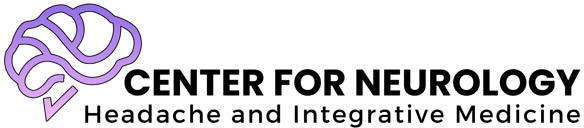 CENTER FOR NEUROLOGY
Headache and Integrative Medicine